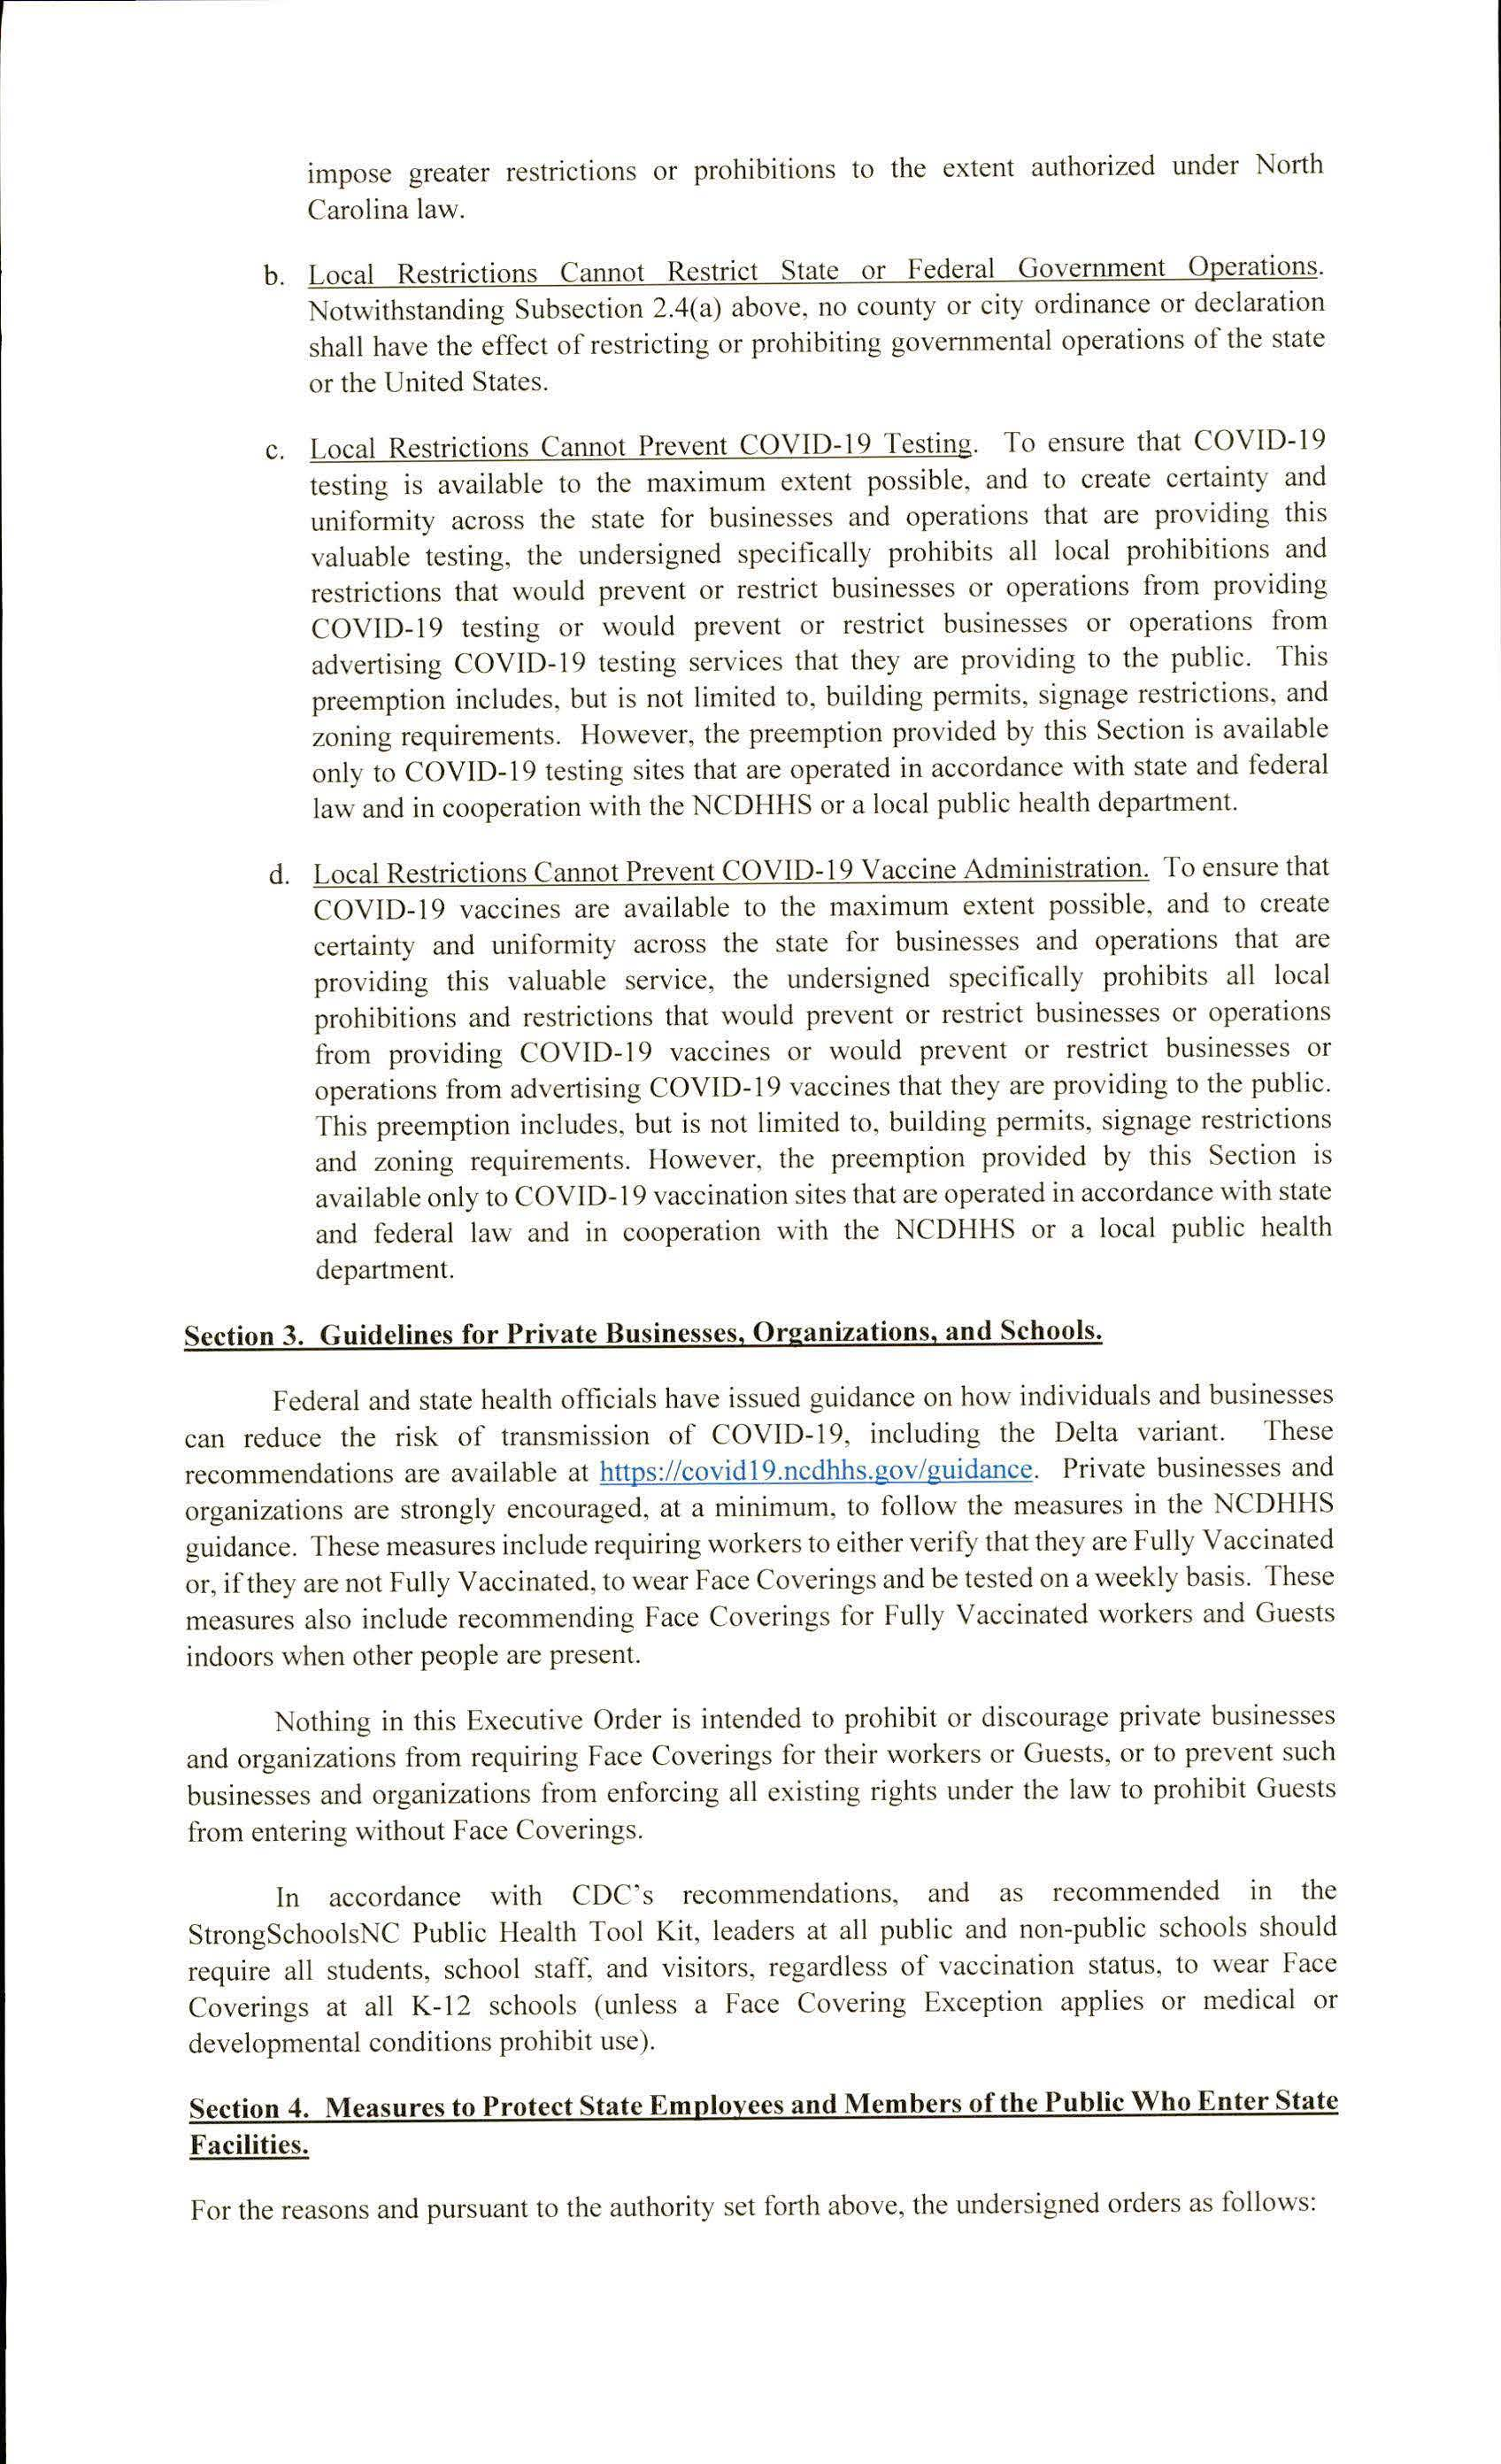 impose greater restrictions or prohibitions to the extent authorized under North
Carolina law.
b. Local Restrictions Cannot Restrict State or Federal Government Operations.
Notwithstanding Subsection 2.4(a) above, no county or city ordinance or declaration
shall have the effect of restricting or prohibiting governmental operations of the state
or the United States.
c. Local Restrictions Cannot Prevent COVID-19 Testing. To ensure that COVID-19
testing is available to the maximum extent possible, and to create certainty and
uniformity across the state for businesses and operations that are providing this
valuable testing, the undersigned specifically prohibits all local prohibitions and
restrictions that would prevent or restrict businesses or operations from providing
COVID-19 testing or would prevent or restrict businesses or operations from
advertising COVID-19 testing services that they are providing to the public. This
preemption includes, but is not limited to, building permits, signage restrictions, and
zoning requirements. However, the preemption provided by this Section is available
only to COVID-19 testing sites that are operated in accordance with state and federal
law and in cooperation with the NCDHHS or a local public health department.
d. Local Restrictions Cannot Prevent COVID-19 Vaccine Administration. To ensure that
COVID-19 vaccines are available to the maximum extent possible, and to create
certainty and uniformity across the state for businesses and operations that are
providing this valuable service, the undersigned specifically prohibits all local
prohibitions and restrictions that would prevent or restrict businesses or operations
from providing COVID-19 vaccines or would prevent or restrict businesses or
operations from advertising COVID-19 vaccines that they are providing to the public.
This preemption includes, but is not limited to, building permits, signage restrictions
and zoning requirements. However, the preemption provided by this Section is
available only to COVID-19 vaccination sites that are operated in accordance with state
and federal law and in cooperation with the NCDHHS or a local public health
department.
Section 3. Guidelines for Private Businesses, Organizations, and Schools.
Federal and state health officials have issued guidance on how individuals and businesses
can reduce the risk of transmission of COVID-19, including the Delta variant. These
recommendations are available at https://covid19.ncdhhs.gov/guidance. Private businesses and
organizations are strongly encouraged, at a minimum, to follow the measures in the NCDHHS
guidance. These measures include requiring workers to either verify that they are Fully Vaccinated
or, if they are not Fully Vaccinated, to wear Face Coverings and be tested on a weekly basis. These
measures also include recommending Face Coverings for Fully Vaccinated workers and Guests
indoors when other people are present.
Nothing in this Executive Order is intended to prohibit or discourage private businesses
and organizations from requiring Face Coverings for their workers or Guests, or to prevent such
businesses and organizations from enforcing all existing rights under the law to prohibit Guests
from entering without Face Coverings.
In accordance with CDC's recommendations, and as recommended in the
StrongSchoolsNC Public Health Tool Kit, leaders at all public and non-public schools should
require all students, school staff, and visitors, regardless of vaccination status, to wear Face
Coverings at all K-12 schools (unless a Face Covering Exception applies or medical or
developmental conditions prohibit use).
Section 4. Measures to Protect State Employees and Members of the Public Who Enter State
Facilities.
For the reasons and pursuant to the authority set forth above, the undersigned orders as follows: